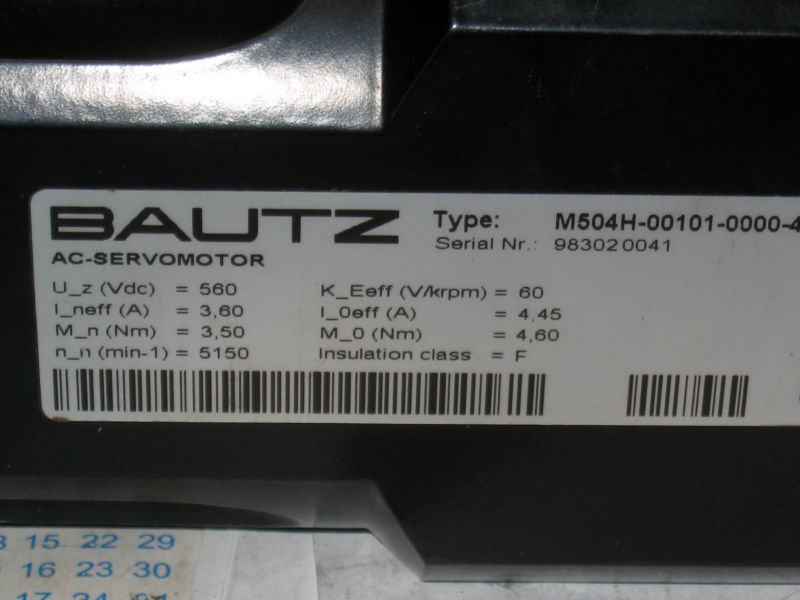 BAUTZ
Type: M504H-00101-0000-4
Serial Nr.: 983020041
AC-SERVOMOTOR
U_z (Vdc) = 560 K_Eeff (V/krpm) = 60
I_neff (A) = 3,60 I_0eff (A) = 4,45
M_n (Nm) = 3,50 M_0 (Nm) = 4,60
n_n (min-1) = 5150 Insulation class = F
15 22 29
16 23 30
17 24